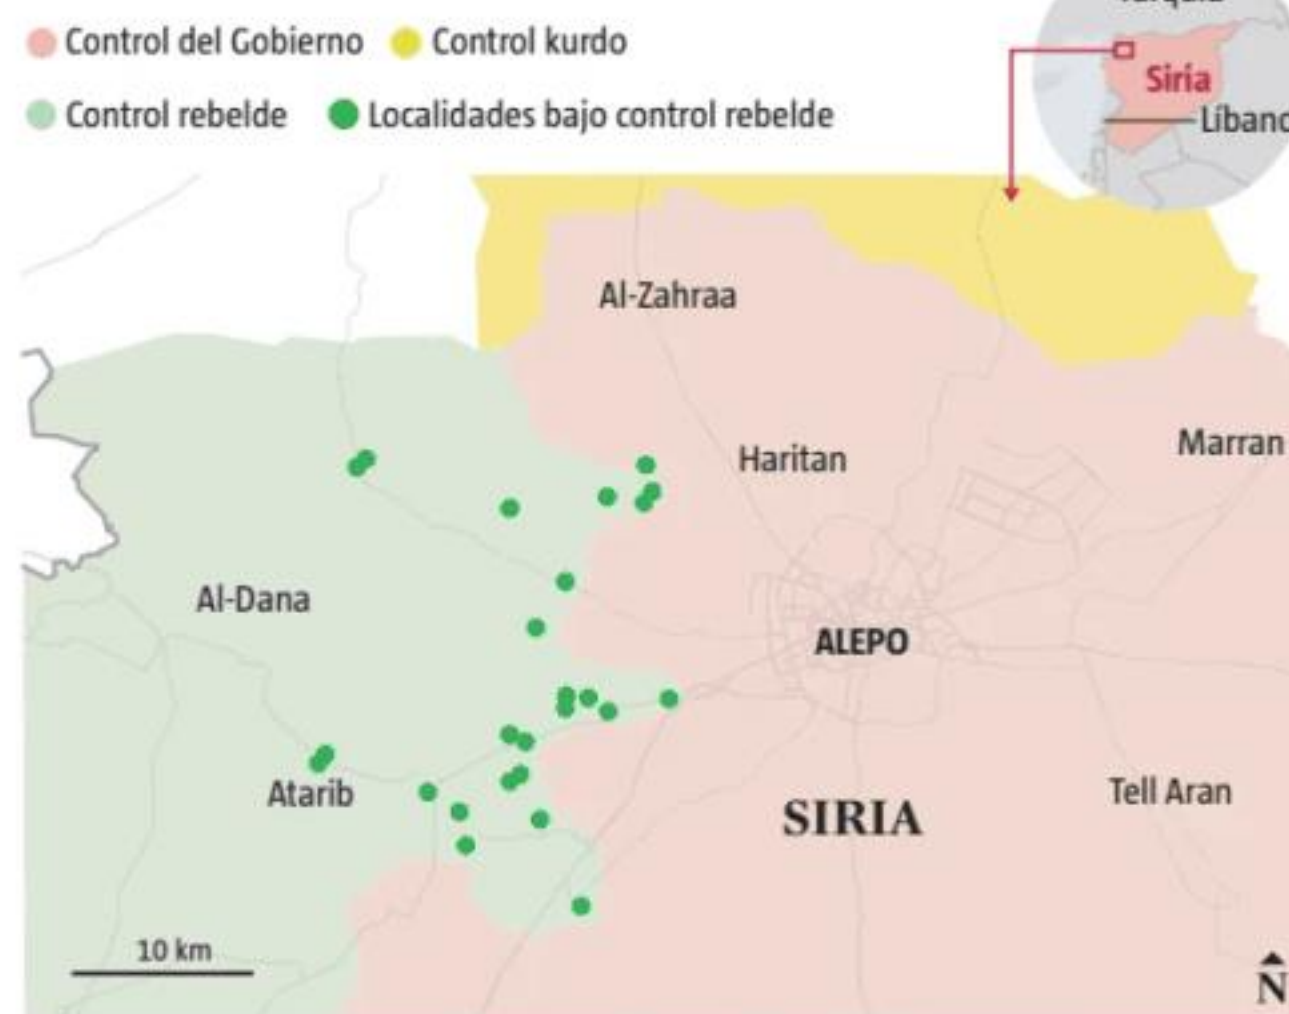 Control del Gobierno
Control kurdo
Control rebelde
Localidades bajo control rebelde
Siria
Líbano
Al-Zahraa
Haritan
Marran
Al-Dana
ALEPO
Atarib
SIRIA
Tell Aran
10 km
N